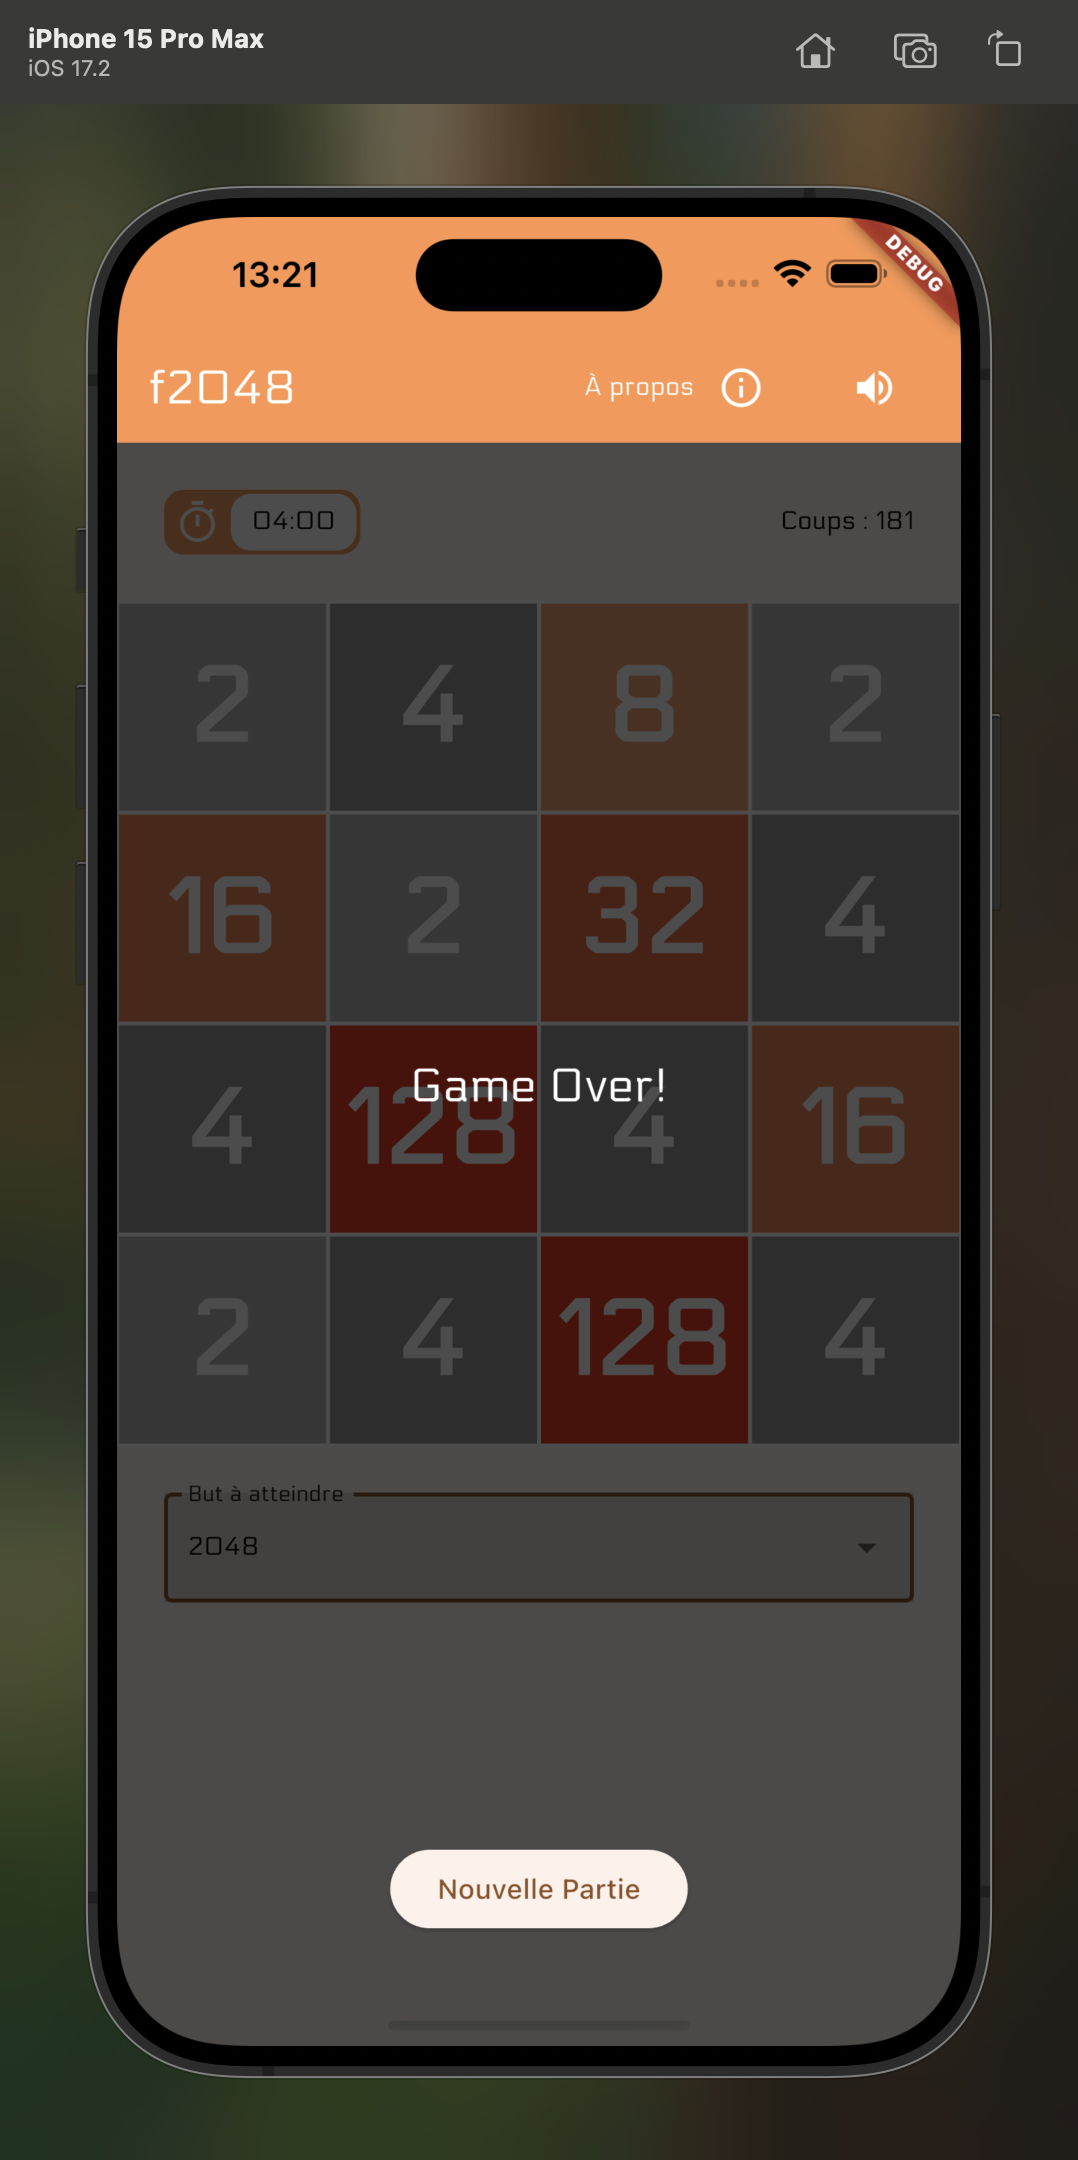 iPhone 15 Pro Max
iOS 17.2
13:21
DEBUG
f2048
À propos
04:00
Coups : 181
2 4 8 2
16 2 32 4
4 128 4 16
Game Over!
2 4 128 4
But à atteindre
2048
Nouvelle Partie